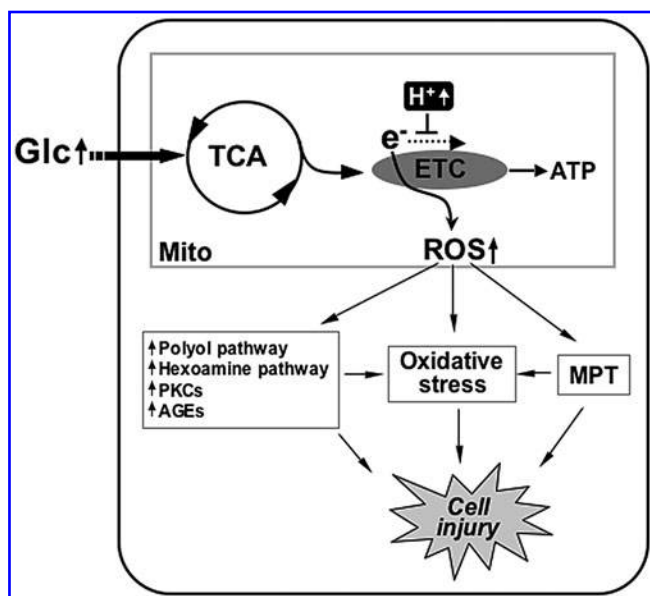 H⁺↑
e⁻
Glc↑
TCA
ETC
ATP
Mito
ROS↑
↑Polyol pathway
↑Hexoamine pathway
↑PKCs
↑AGEs
Oxidative
stress
MPT
Cell
injury